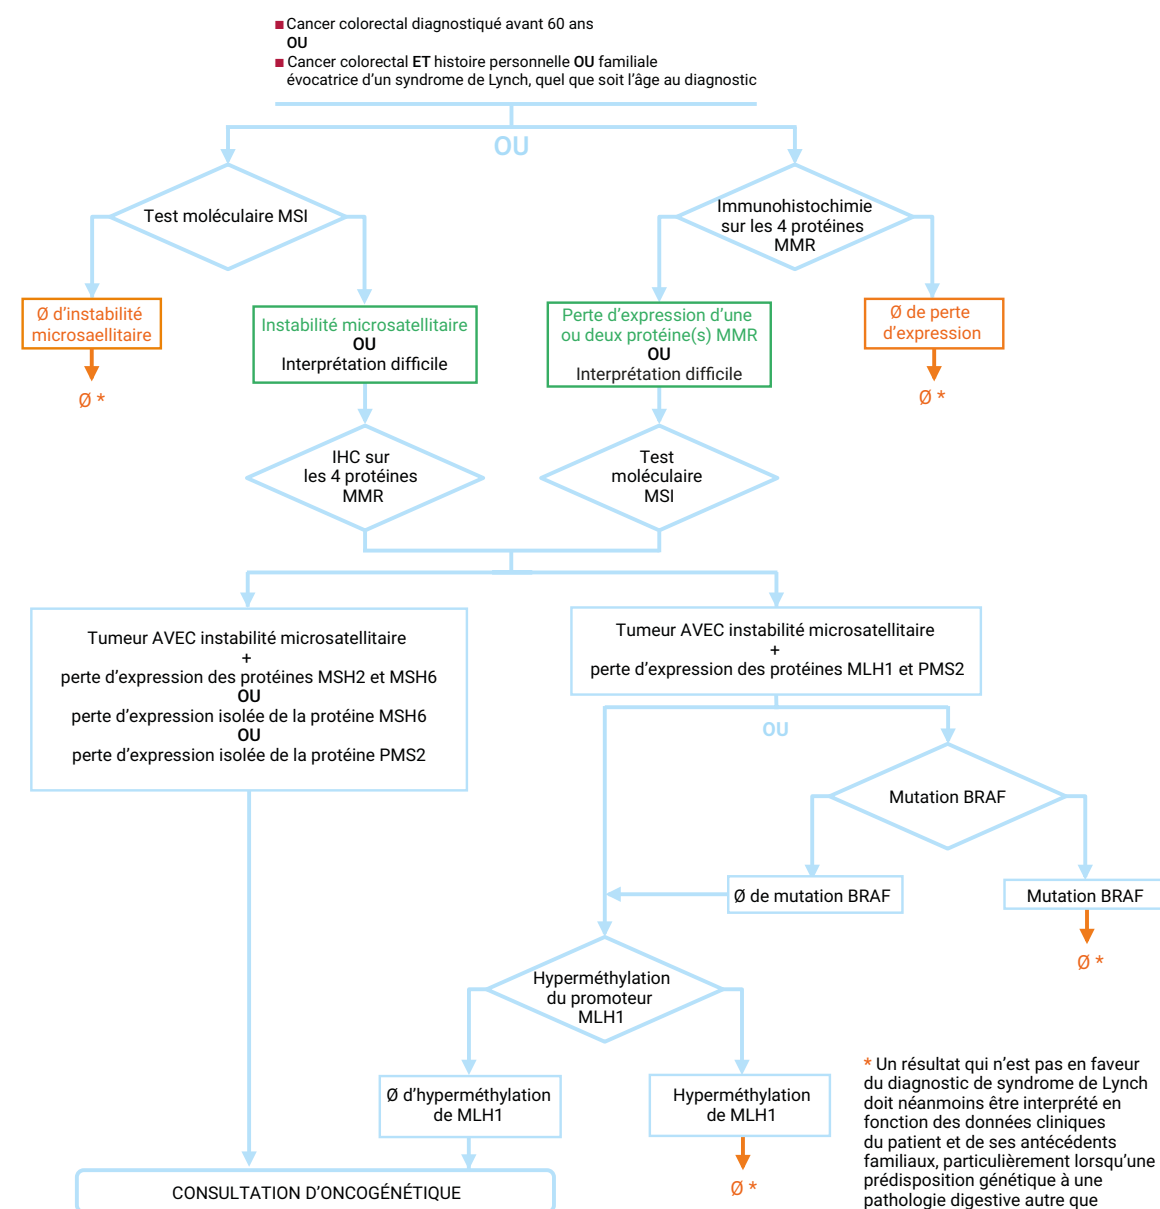 ■ Cancer colorectal diagnostiqué avant 60 ans
OU
■ Cancer colorectal ET histoire personnelle OU familiale
évocatrice d'un syndrome de Lynch, quel que soit l'âge au diagnostic
OU
Test moléculaire MSI
Immunohistochimie
sur les 4 protéines
MMR
Ø d'instabilité
microsaellitaire
Ø *
Instabilité microsatellitaire
OU
Interprétation difficile
Perte d'expression d'une
ou deux protéine(s) MMR
OU
Interprétation difficile
Ø de perte
d'expression
Ø *
IHC sur
les 4 protéines
MMR
Test
moléculaire
MSI
Tumeur AVEC instabilité microsatellitaire
+
perte d'expression des protéines MSH2 et MSH6
OU
perte d'expression isolée de la protéine MSH6
OU
perte d'expression isolée de la protéine PMS2
Tumeur AVEC instabilité microsatellitaire
+
perte d'expression des protéines MLH1 et PMS2
OU
Mutation BRAF
Ø de mutation BRAF
Mutation BRAF
Ø *
Hyperméthylation
du promoteur
MLH1
Ø d'hyperméthylation
de MLH1
Hyperméthylation
de MLH1
Ø *
CONSULTATION D'ONCOGÉNÉTIQUE
* Un résultat qui n'est pas en faveur
du diagnostic de syndrome de Lynch
doit néanmoins être interprété en
fonction des données cliniques
du patient et de ses antécédents
familiaux, particulièrement lorsqu'une
prédisposition génétique à une
pathologie digestive autre que